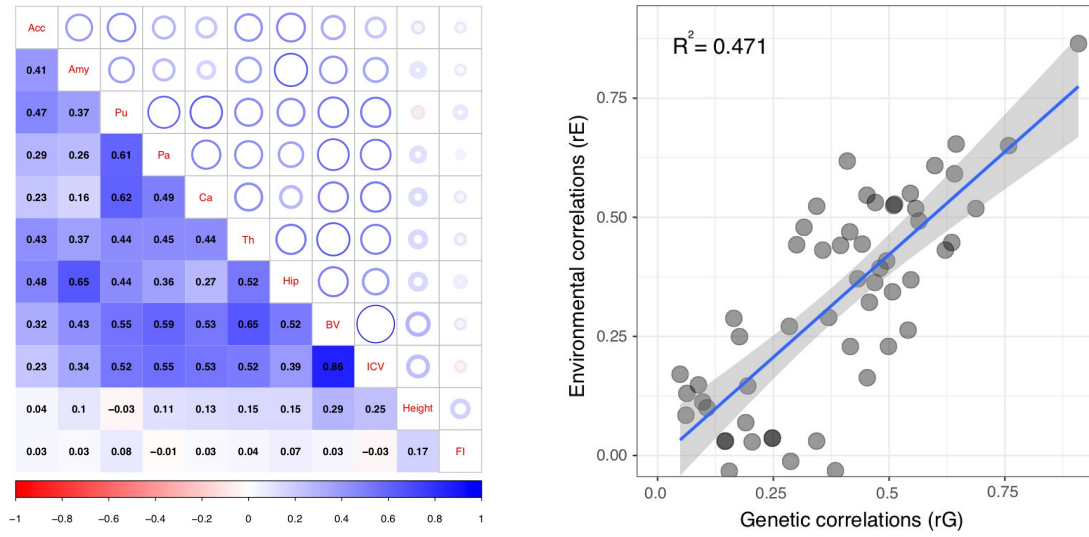 Acc
0.41 Amy
0.47 0.37 Pu
0.29 0.26 0.61 Pa
0.23 0.16 0.62 0.49 Ca
0.43 0.37 0.44 0.45 0.44 Th
0.48 0.65 0.44 0.36 0.27 0.52 Hip
0.32 0.43 0.55 0.59 0.53 0.65 0.52 BV
0.23 0.34 0.52 0.55 0.53 0.52 0.39 0.86 ICV
0.04 0.1 −0.03 0.11 0.13 0.15 0.15 0.29 0.25 Height
0.03 0.03 0.08 −0.01 0.03 0.04 0.07 0.03 −0.03 0.17 FI
−1 −0.8 −0.6 −0.4 −0.2 0 0.2 0.4 0.6 0.8 1
R²= 0.471
Environmental correlations (rE)
0.75
0.50
0.25
0.00
0.0 0.25 0.5 0.75
Genetic correlations (rG)